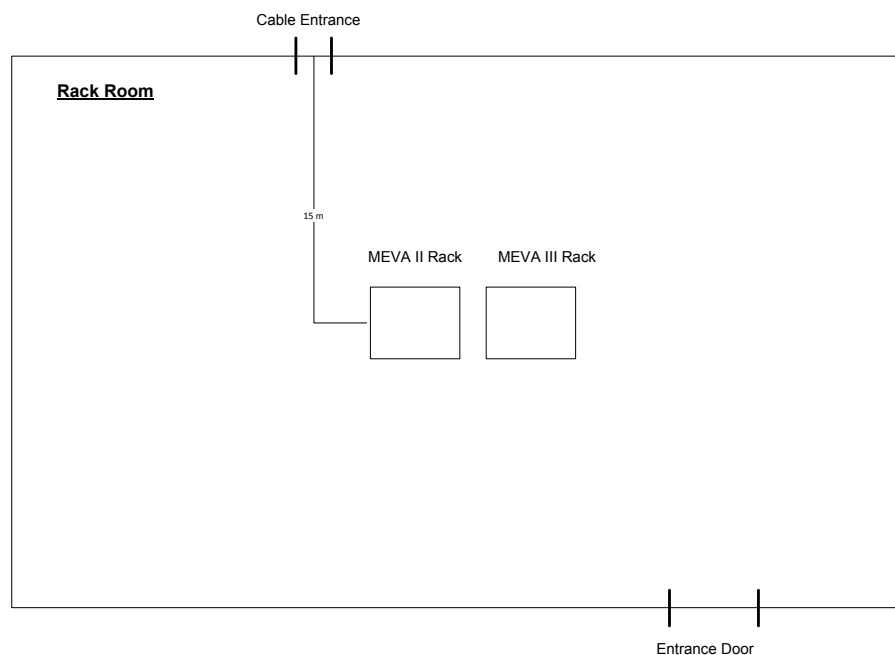 Cable Entrance
Rack Room
15 m
MEVA II Rack
MEVA III Rack
Entrance Door